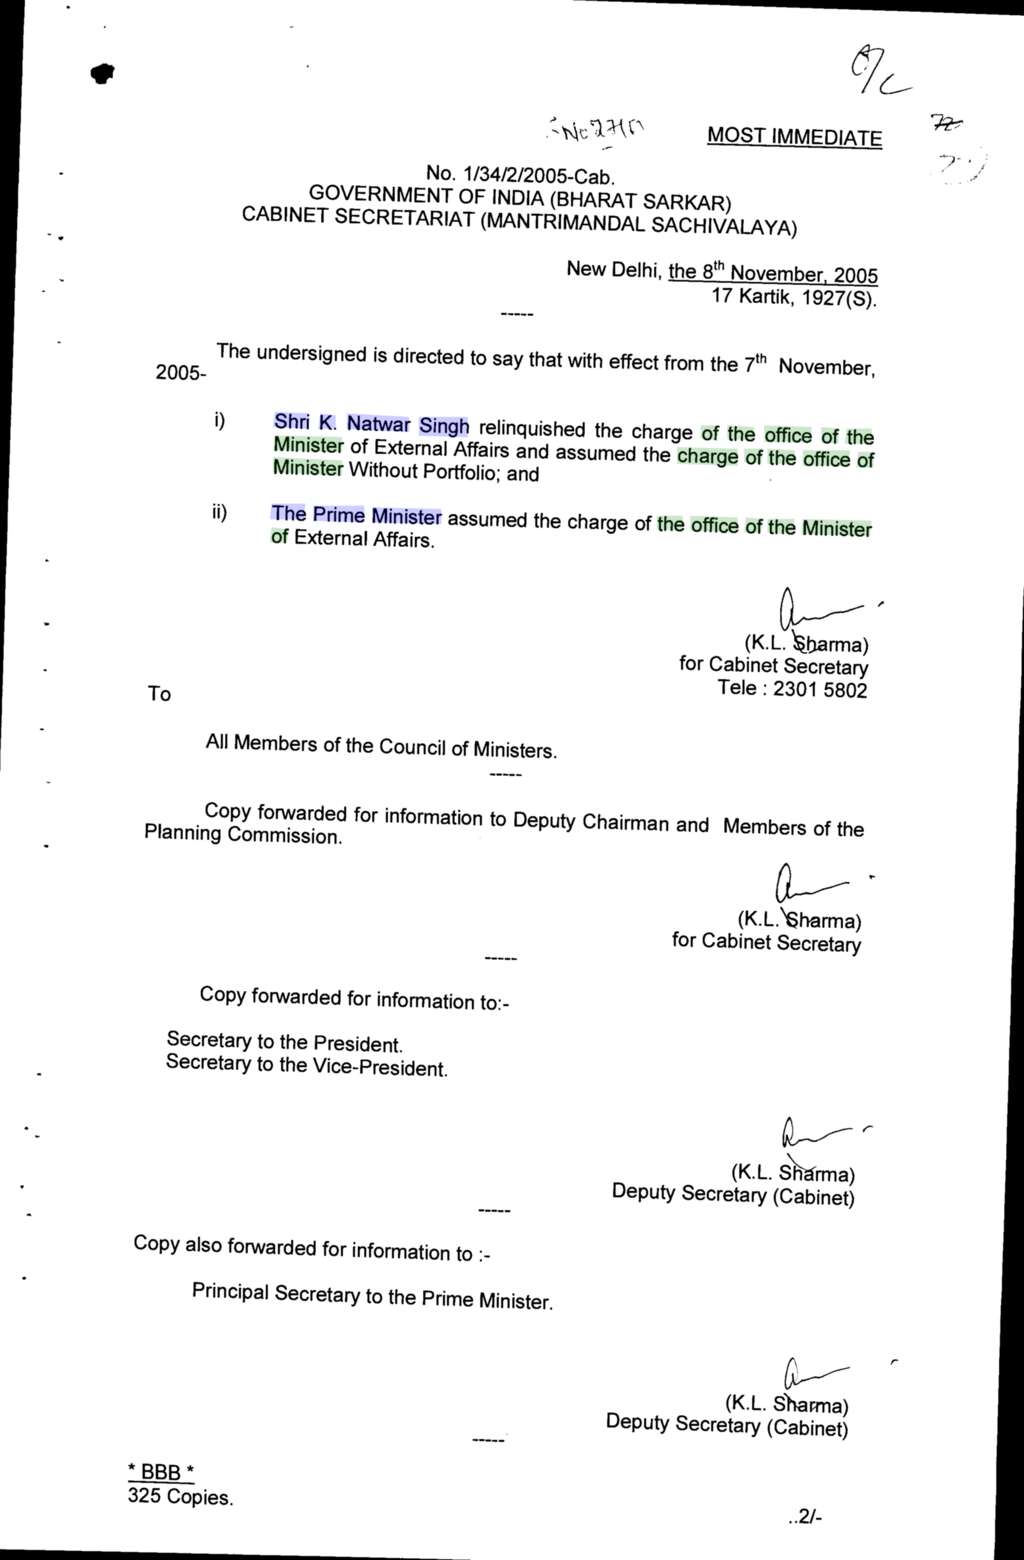 MOST IMMEDIATE
No. 1/34/2/2005-Cab.
GOVERNMENT OF INDIA (BHARAT SARKAR)
CABINET SECRETARIAT (MANTRIMANDAL SACHIVALAYA)
New Delhi, the 8th November, 2005
17 Kartik, 1927(S).
-----
The undersigned is directed to say that with effect from the 7th November,
2005-
i) Shri K. Natwar Singh relinquished the charge of the office of the
Minister of External Affairs and assumed the charge of the office of
Minister Without Portfolio; and
ii) The Prime Minister assumed the charge of the office of the Minister
of External Affairs.
(K.L. Sharma)
for Cabinet Secretary
Tele : 2301 5802
To
All Members of the Council of Ministers.
-----
Copy forwarded for information to Deputy Chairman and Members of the
Planning Commission.
(K.L. Sharma)
for Cabinet Secretary
-----
Copy forwarded for information to:-
Secretary to the President.
Secretary to the Vice-President.
(K.L. Sharma)
Deputy Secretary (Cabinet)
-----
Copy also forwarded for information to :-
Principal Secretary to the Prime Minister.
(K.L. Sharma)
Deputy Secretary (Cabinet)
-----
* BBB *
325 Copies.
..2/-